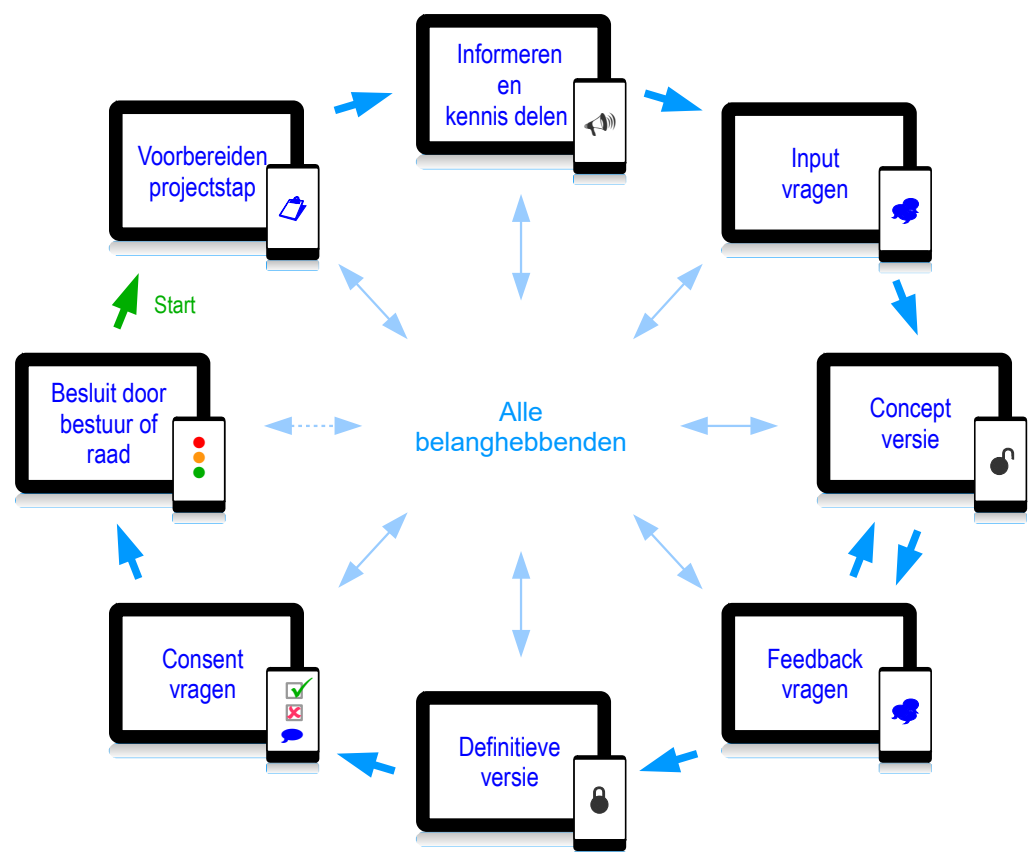 Informeren
en
kennis delen
Voorbereiden
projectstap
Input
vragen
Start
Besluit door
bestuur of
raad
Alle
belanghebbenden
Concept
versie
Consent
vragen
Feedback
vragen
Definitieve
versie